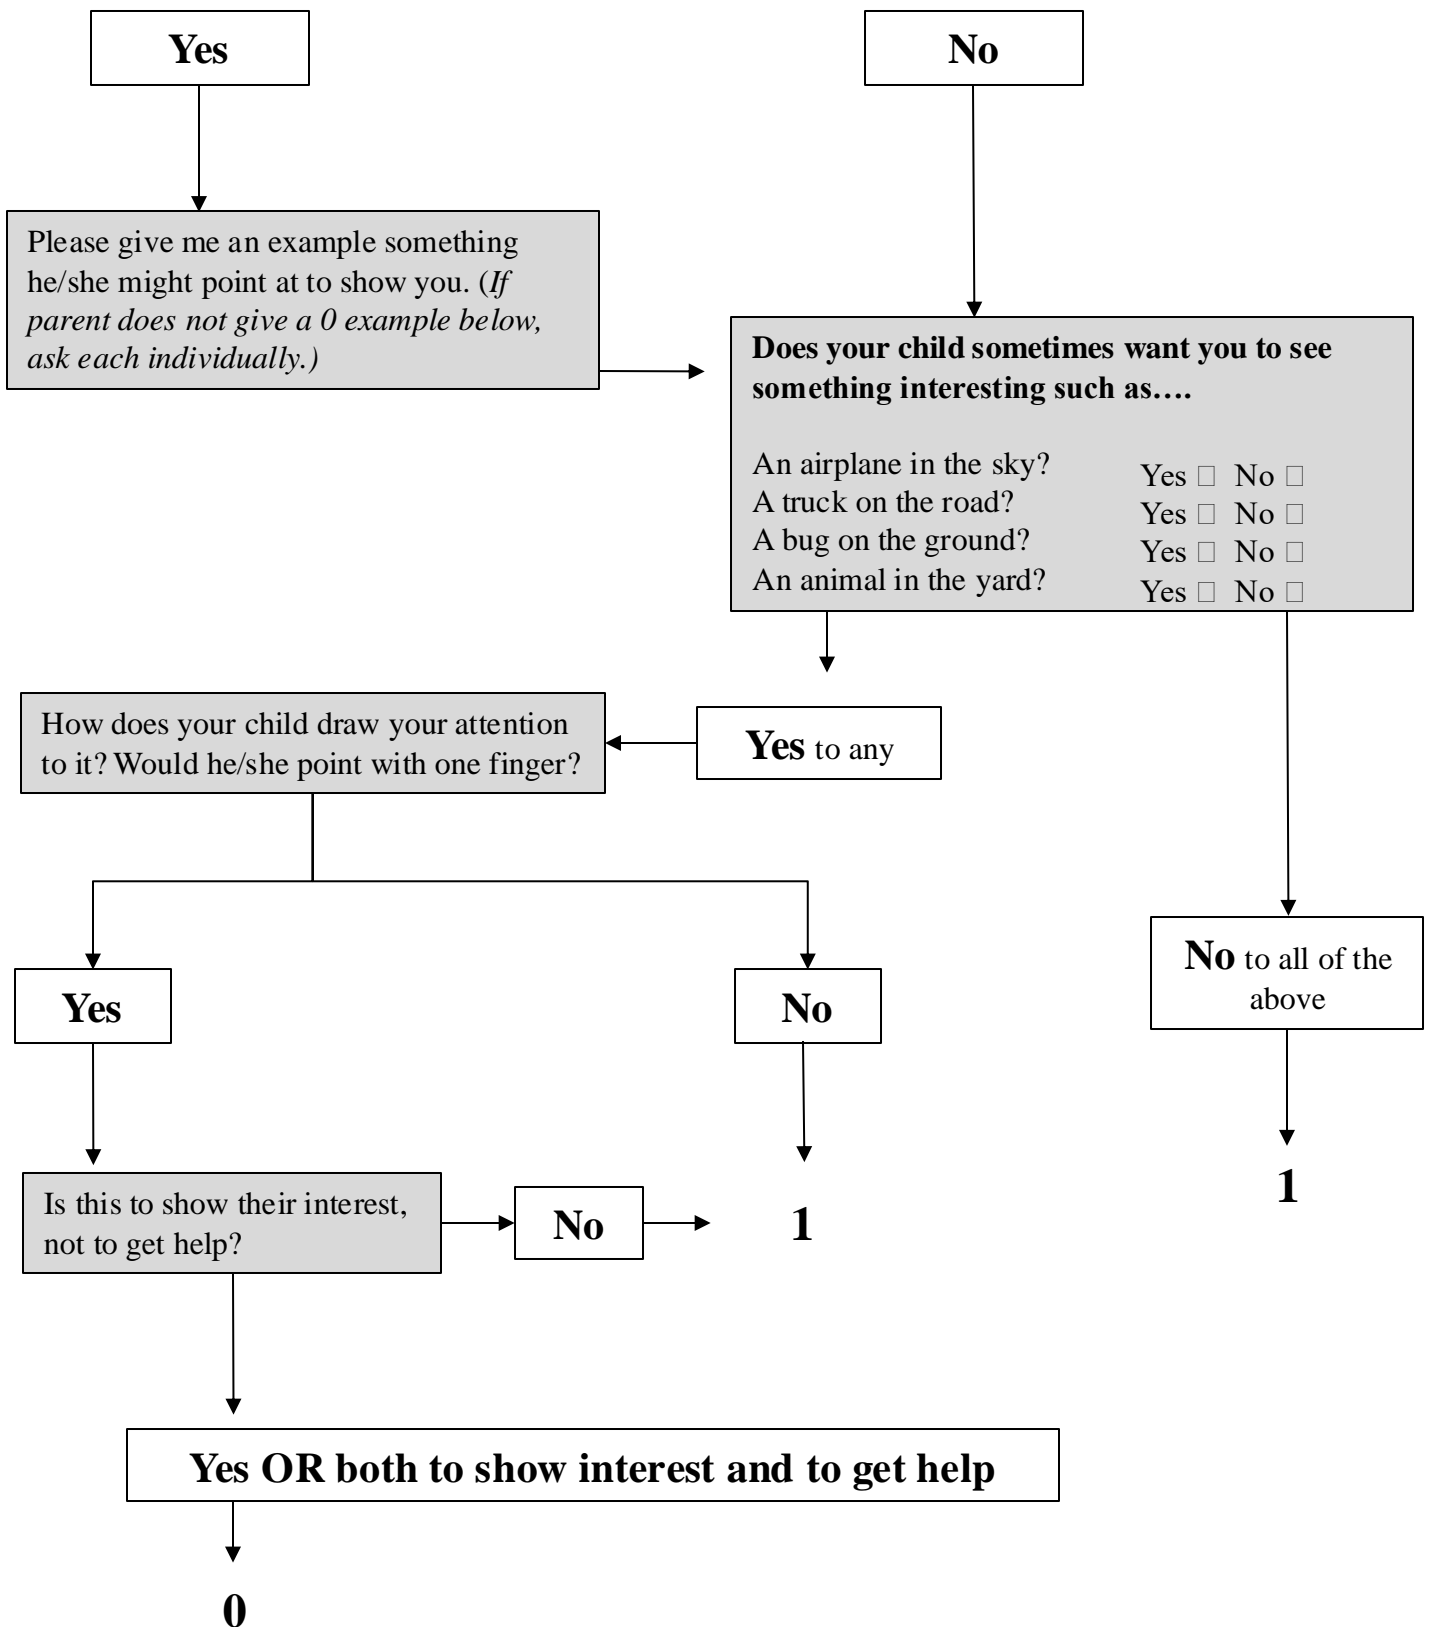 Yes
No
Please give me an example something
he/she might point at to show you. (If
parent does not give a 0 example below,
ask each individually.)
Does your child sometimes want you to see
something interesting such as….
An airplane in the sky? Yes □ No □
A truck on the road? Yes □ No □
A bug on the ground? Yes □ No □
An animal in the yard? Yes □ No □
How does your child draw your attention
to it? Would he/she point with one finger?
Yes to any
No to all of the
above
Yes
No
1
Is this to show their interest,
not to get help?
No
1
Yes OR both to show interest and to get help
0